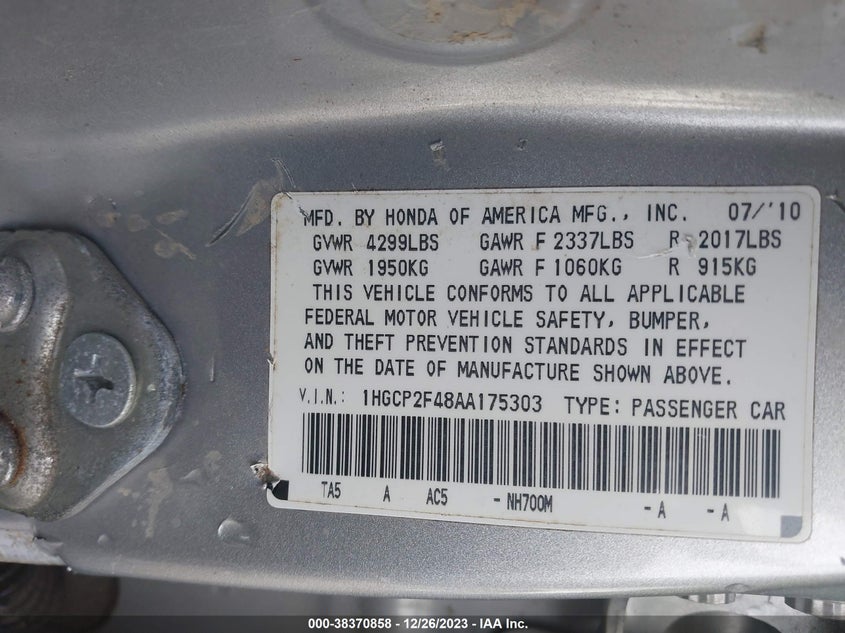 MFD. BY HONDA OF AMERICA MFG., INC. 07/'10
GVWR 4299LBS GAWR F 2337LBS R 2017LBS
GVWR 1950KG GAWR F 1060KG R 915KG
THIS VEHICLE CONFORMS TO ALL APPLICABLE
FEDERAL MOTOR VEHICLE SAFETY, BUMPER,
AND THEFT PREVENTION STANDARDS IN EFFECT
ON THE DATE OF MANUFACTURE SHOWN ABOVE.
V.I.N.: 1HGCP2F48AA175303 TYPE: PASSENGER CAR
TA5 A AC5 -NH700M -A -A
000-38370858 - 12/26/2023 - IAA Inc.